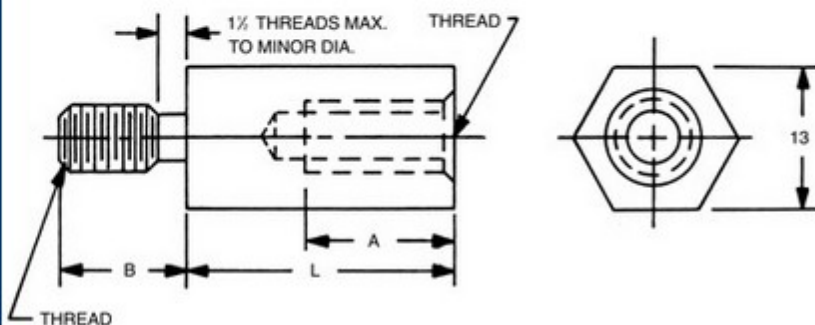 1½ THREADS MAX.
TO MINOR DIA.
THREAD
13
A
B
L
THREAD